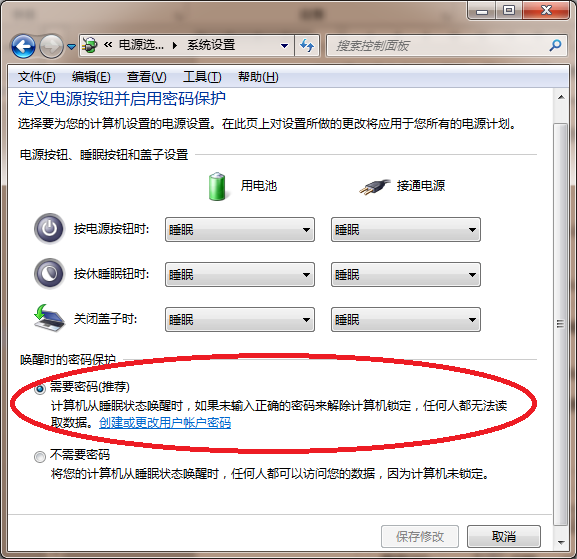 « 电源选... ▸ 系统设置
搜索控制面板
文件(F) 编辑(E) 查看(V) 工具(T) 帮助(H)
定义电源按钮并启用密码保护
选择要为您的计算机设置的电源设置。在此页上对设置所做的更改将应用于您所有的电源计划。
电源按钮、睡眠按钮和盖子设置
用电池 接通电源
按电源按钮时: 睡眠 睡眠
按休睡眠钮时: 睡眠 睡眠
关闭盖子时: 睡眠 睡眠
唤醒时的密码保护
需要密码(推荐)
计算机从睡眠状态唤醒时，如果未输入正确的密码来解除计算机锁定，任何人都无法读
取数据。创建或更改用户帐户密码
不需要密码
将您的计算机从睡眠状态唤醒时，任何人都可以访问您的数据，因为计算机未锁定。
保存修改 取消